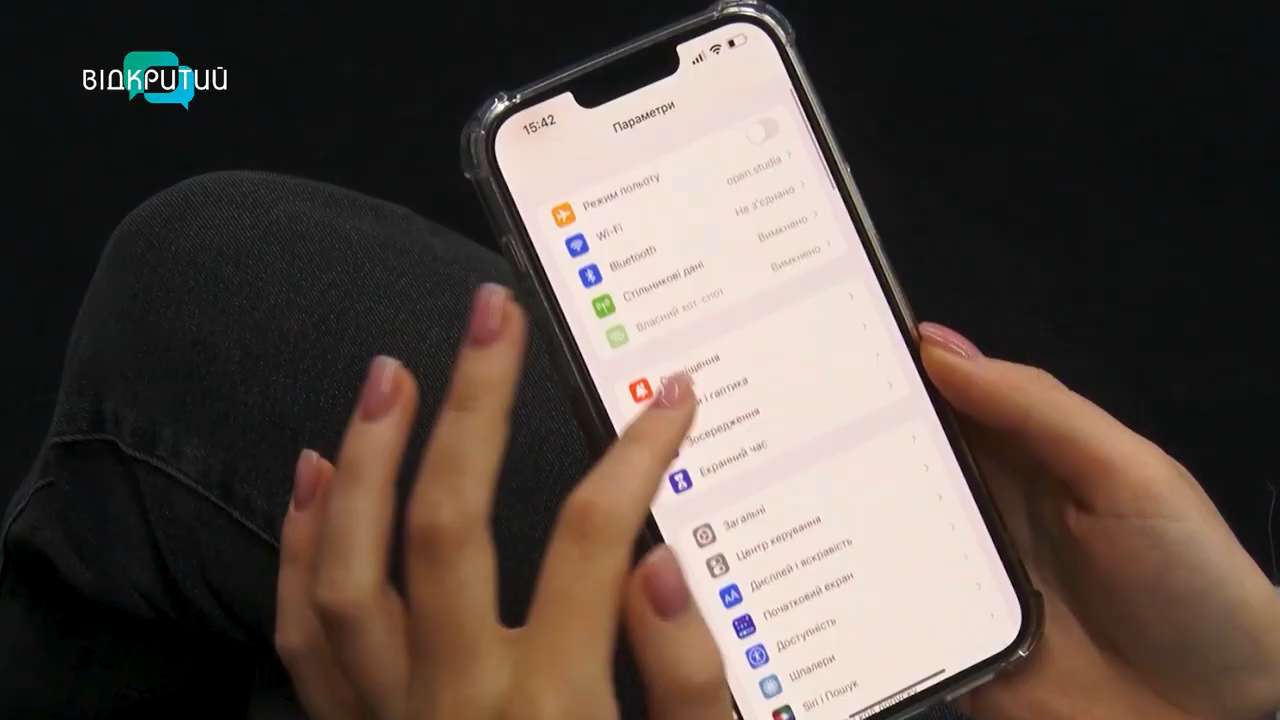 ВІДКРИТИЙ
15:42
Параметри
Режим польоту
Wi-Fi open studia
Bluetooth Не з'єднано
Стільникові дані Вимкнено
Власний хот-спот Вимкнено
і гаптика
Зосередження
Екранний час
Загальні
Центр керування
Дисплей і яскравість
Початковий екран
Доступність
Шпалери
Siri і Пошук